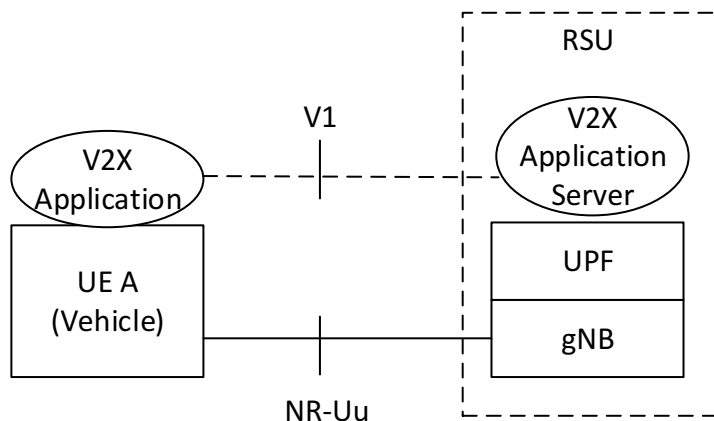 RSU
V1
V2X
Application
V2X
Application
Server
UE A
(Vehicle)
UPF
gNB
NR-Uu